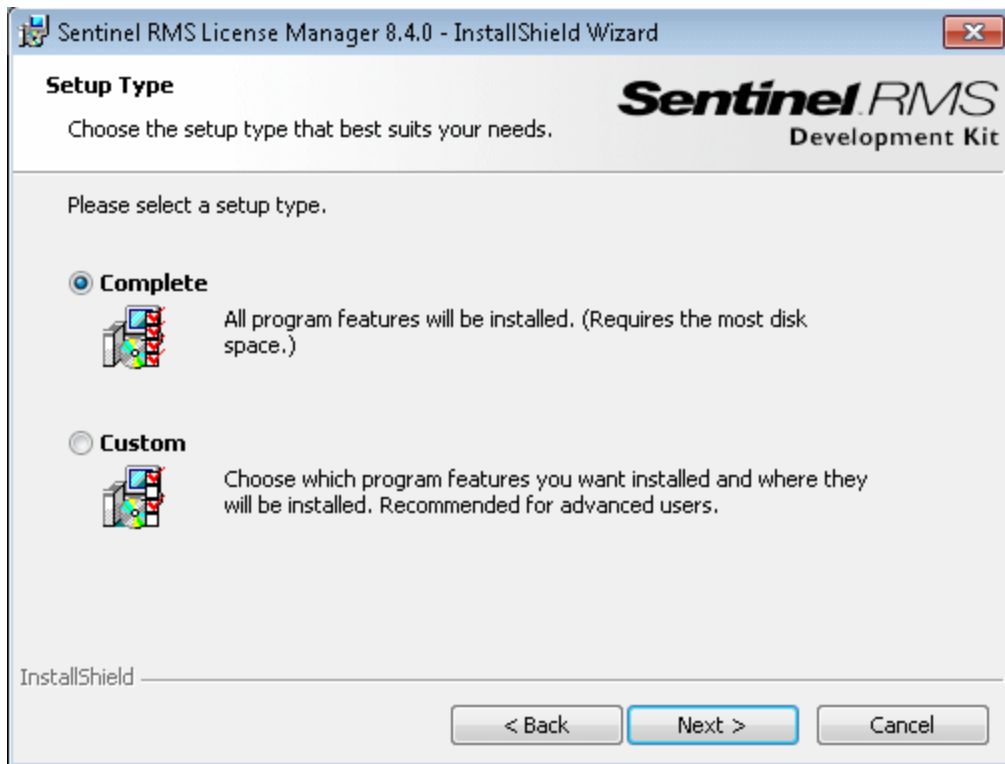 Sentinel RMS License Manager 8.4.0 - InstallShield Wizard
Setup Type
Choose the setup type that best suits your needs.
Sentinel RMS
Development Kit
Please select a setup type.
Complete
All program features will be installed. (Requires the most disk
space.)
Custom
Choose which program features you want installed and where they
will be installed. Recommended for advanced users.
InstallShield
< Back
Next >
Cancel